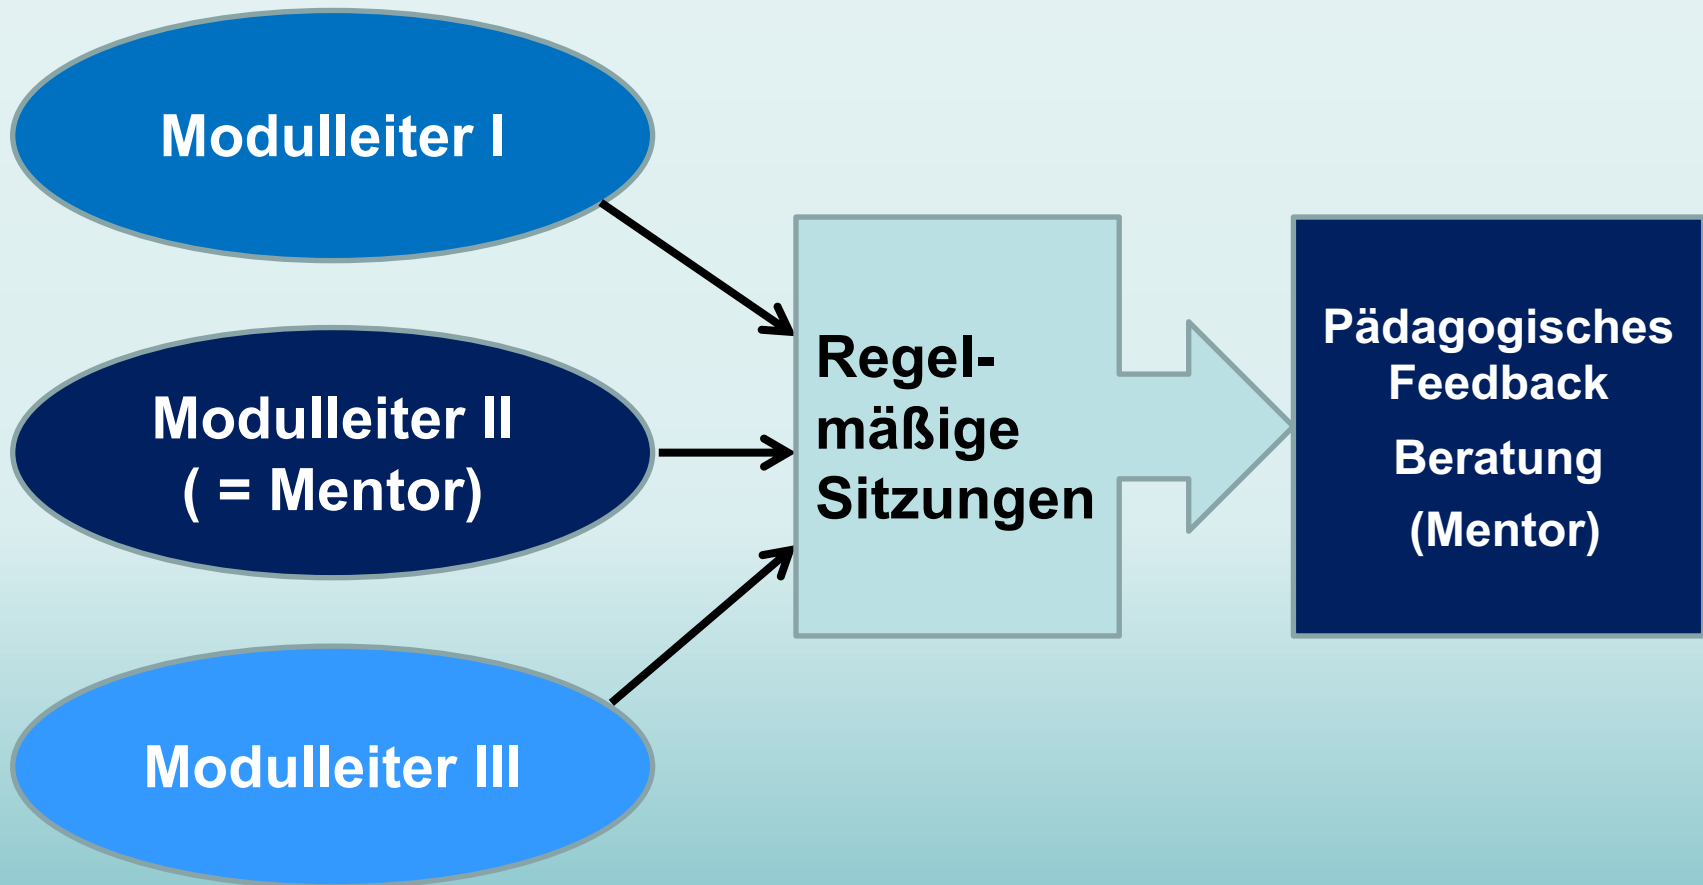 Modulleiter I
Modulleiter II
( = Mentor)
Modulleiter III
Regel-
mäßige
Sitzungen
Pädagogisches
Feedback
Beratung
(Mentor)